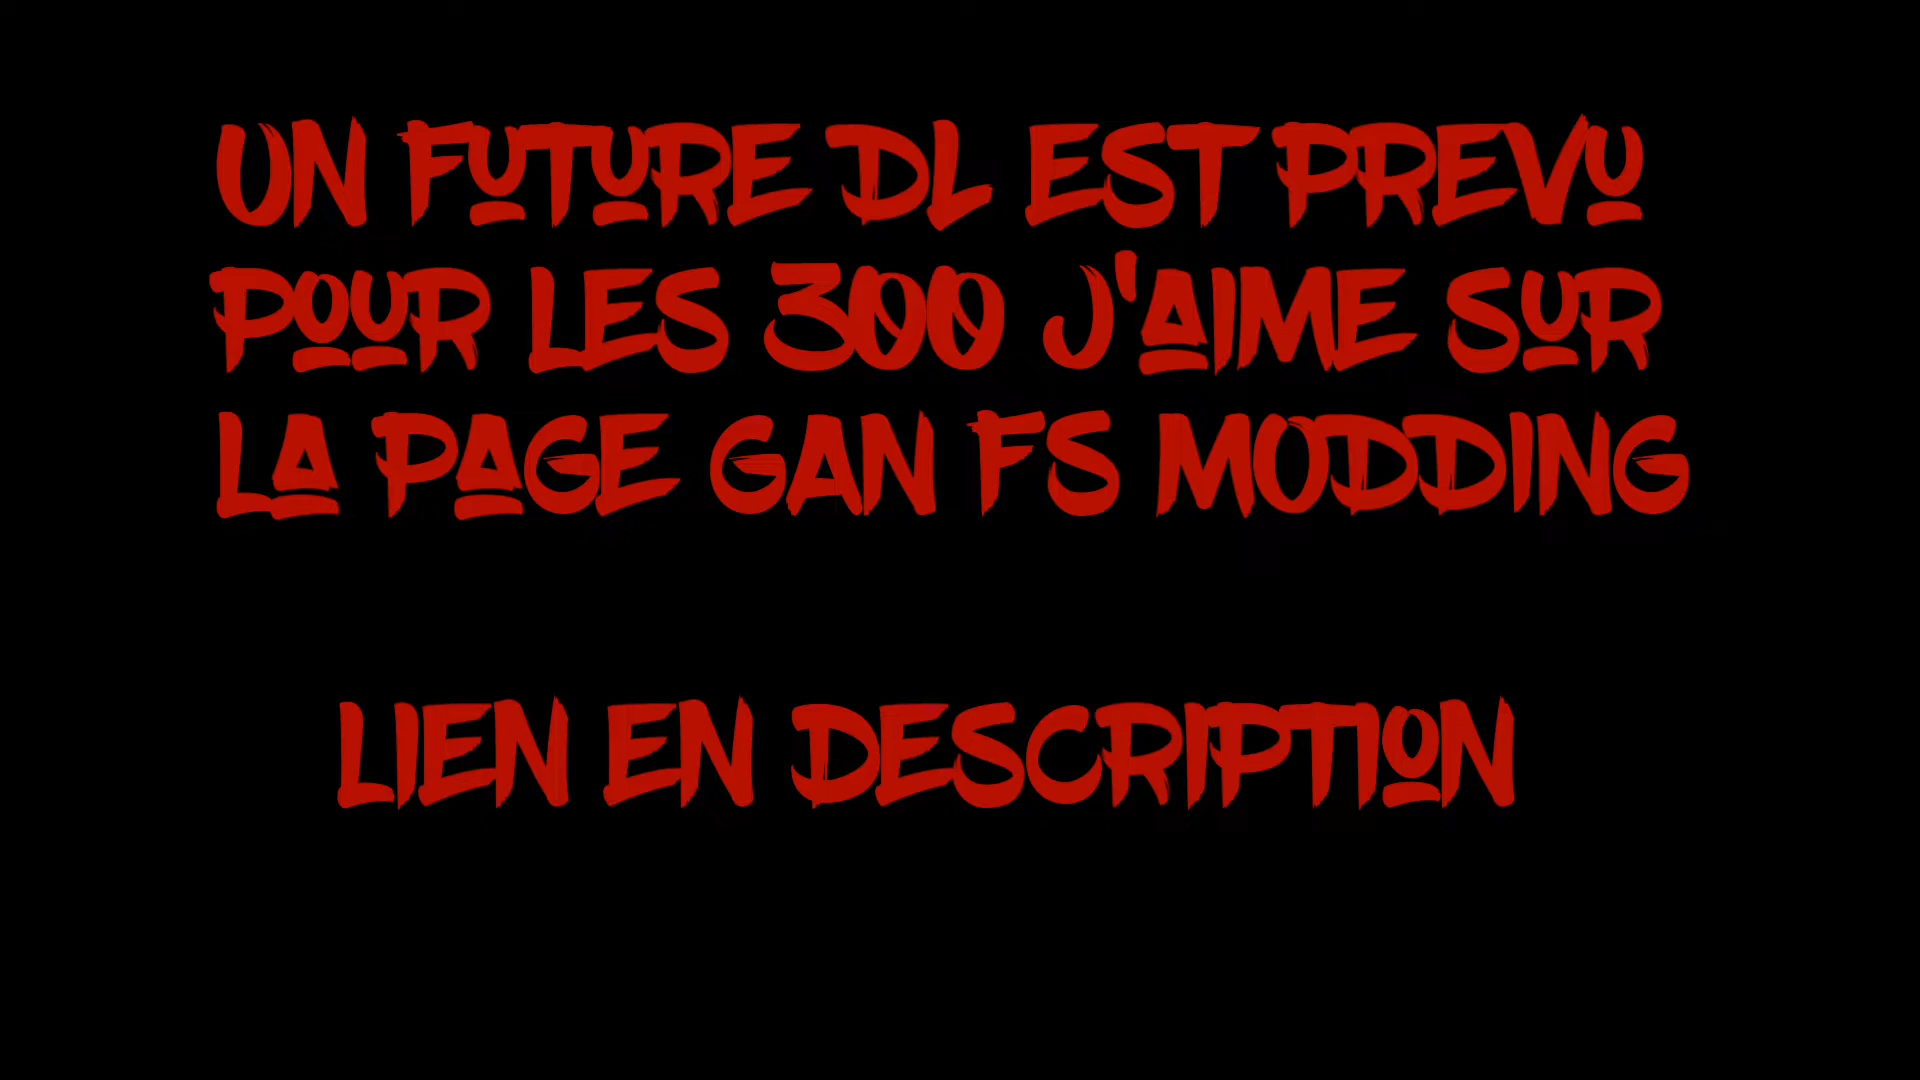 UN FUTURE DL EST PREVU
POUR LES 300 J'AIME SUR
LA PAGE GAN FS MODDING
LIEN EN DESCRIPTION